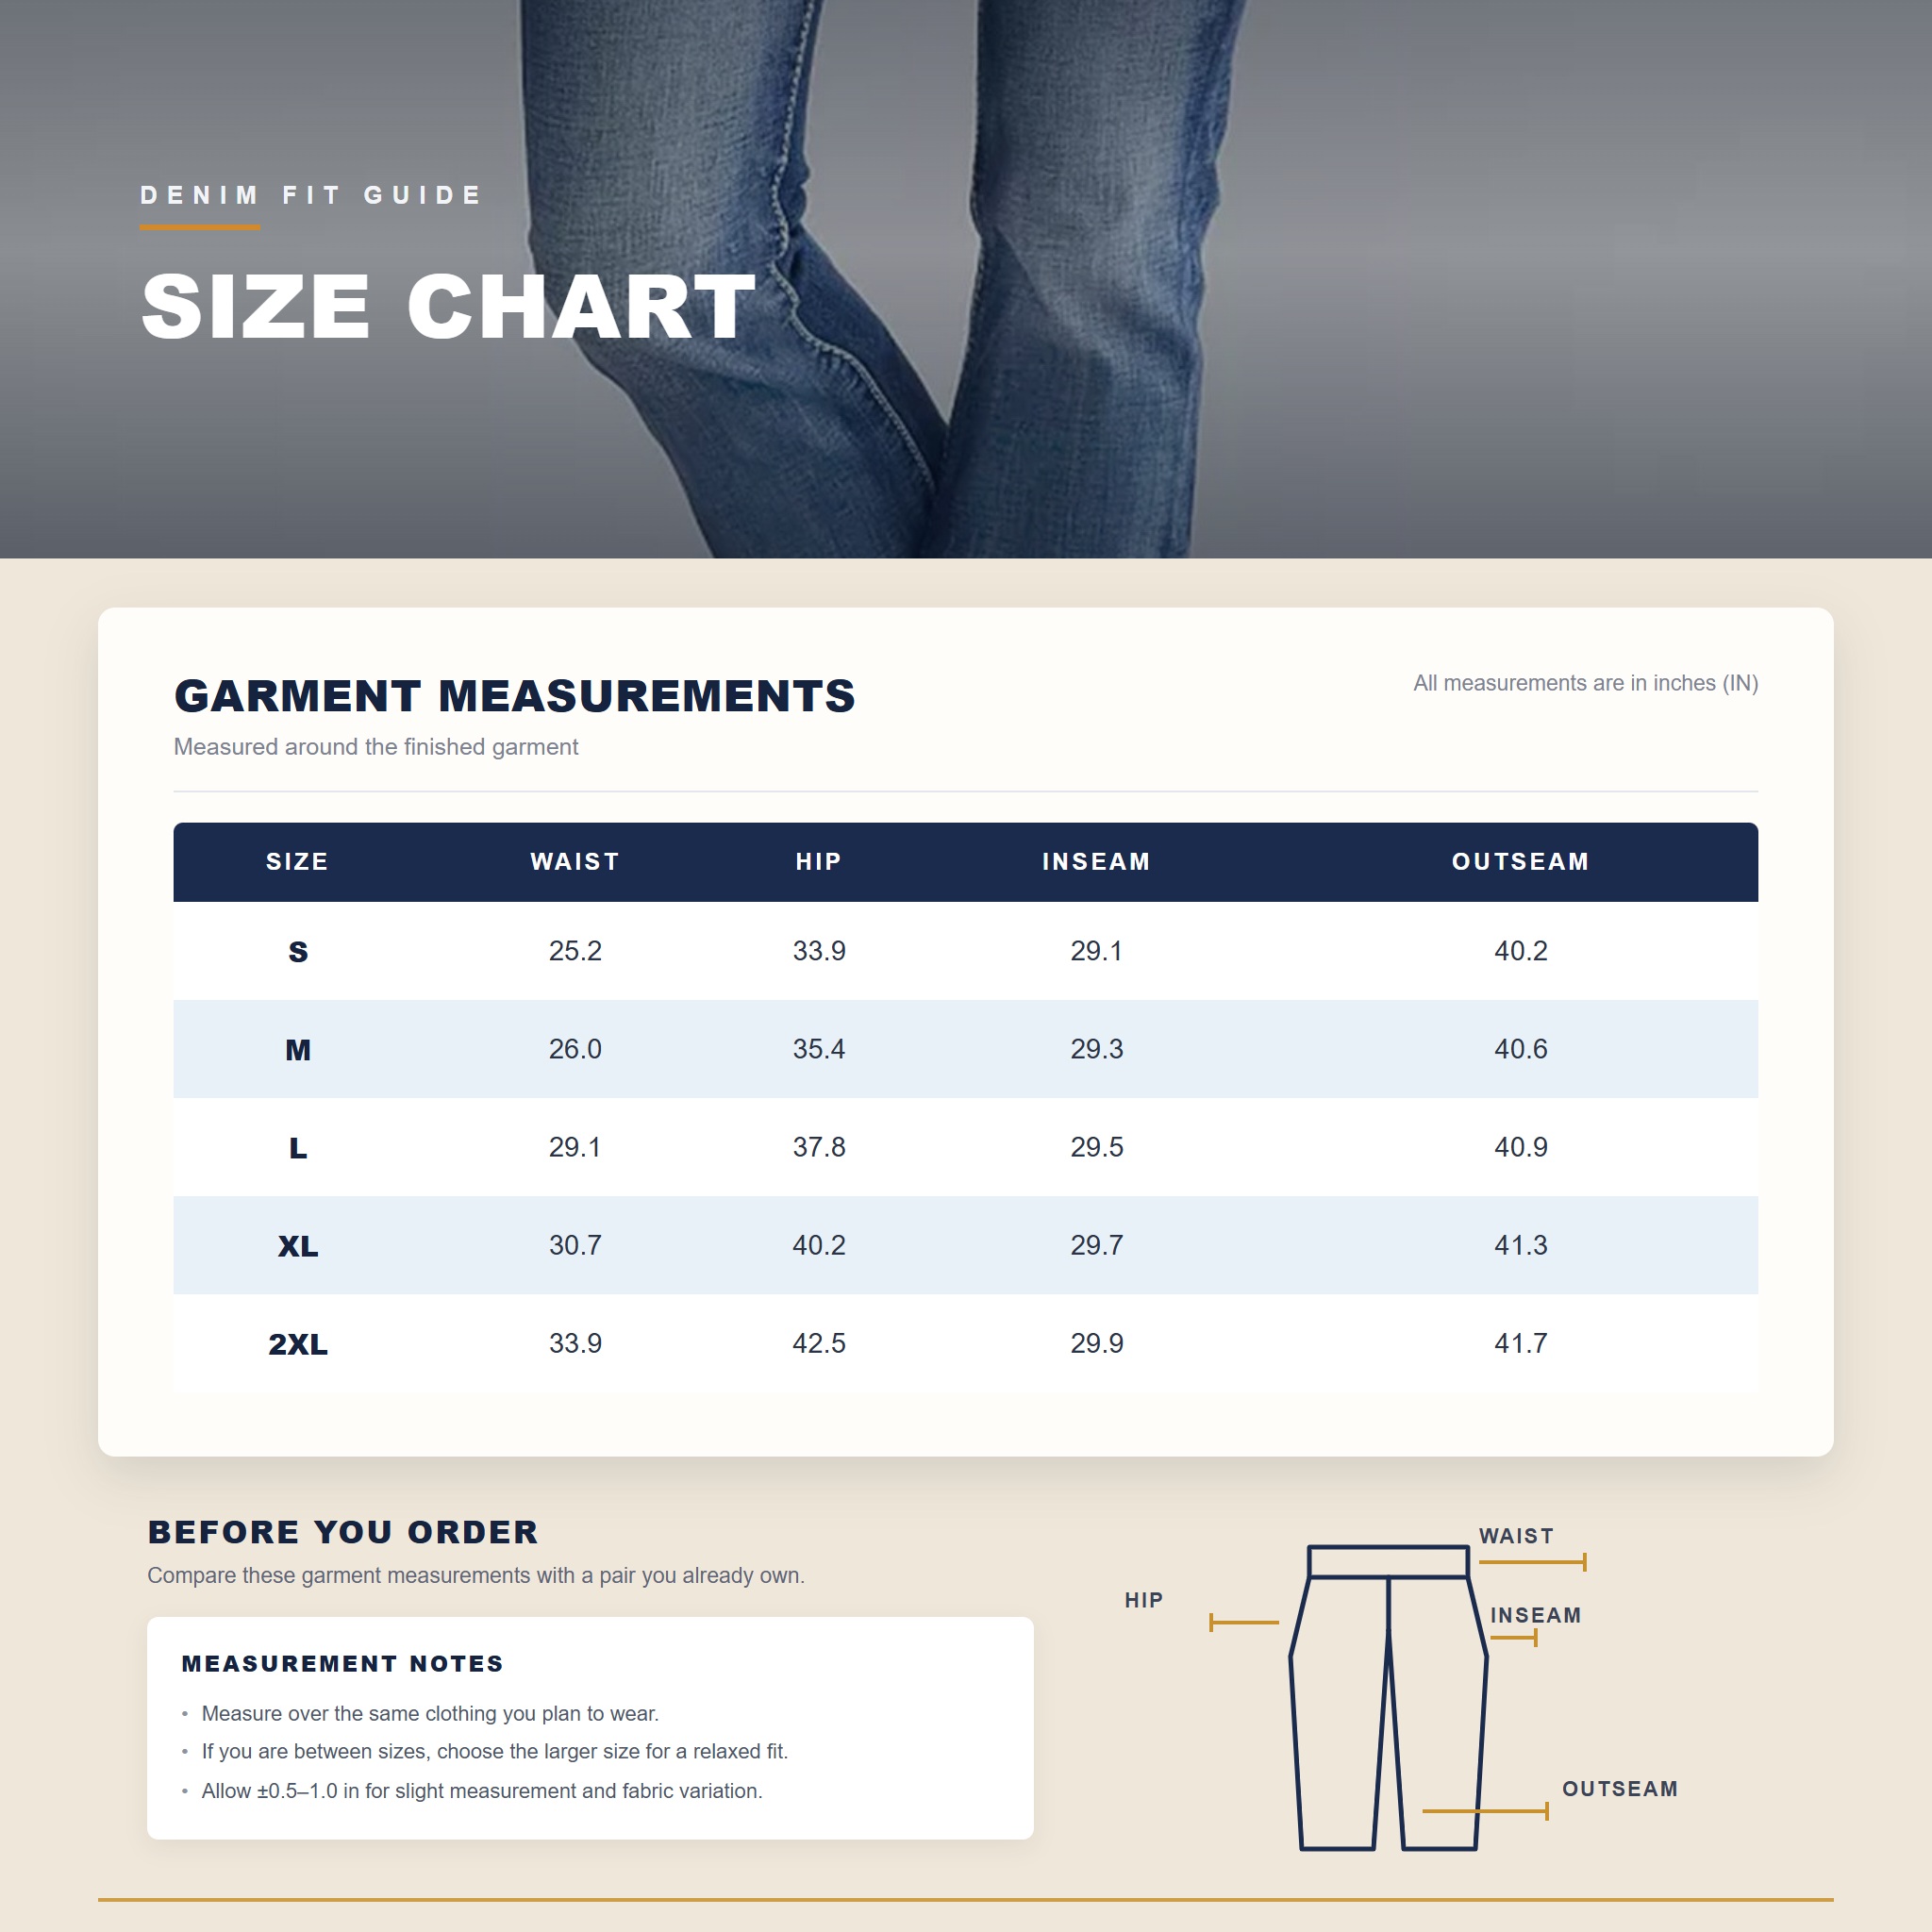 DENIM FIT GUIDE
SIZE CHART
GARMENT MEASUREMENTS
All measurements are in inches (IN)
Measured around the finished garment
SIZE WAIST HIP INSEAM OUTSEAM
S 25.2 33.9 29.1 40.2
M 26.0 35.4 29.3 40.6
L 29.1 37.8 29.5 40.9
XL 30.7 40.2 29.7 41.3
2XL 33.9 42.5 29.9 41.7
BEFORE YOU ORDER
Compare these garment measurements with a pair you already own.
MEASUREMENT NOTES
• Measure over the same clothing you plan to wear.
• If you are between sizes, choose the larger size for a relaxed fit.
• Allow ±0.5–1.0 in for slight measurement and fabric variation.
WAIST
HIP
INSEAM
OUTSEAM